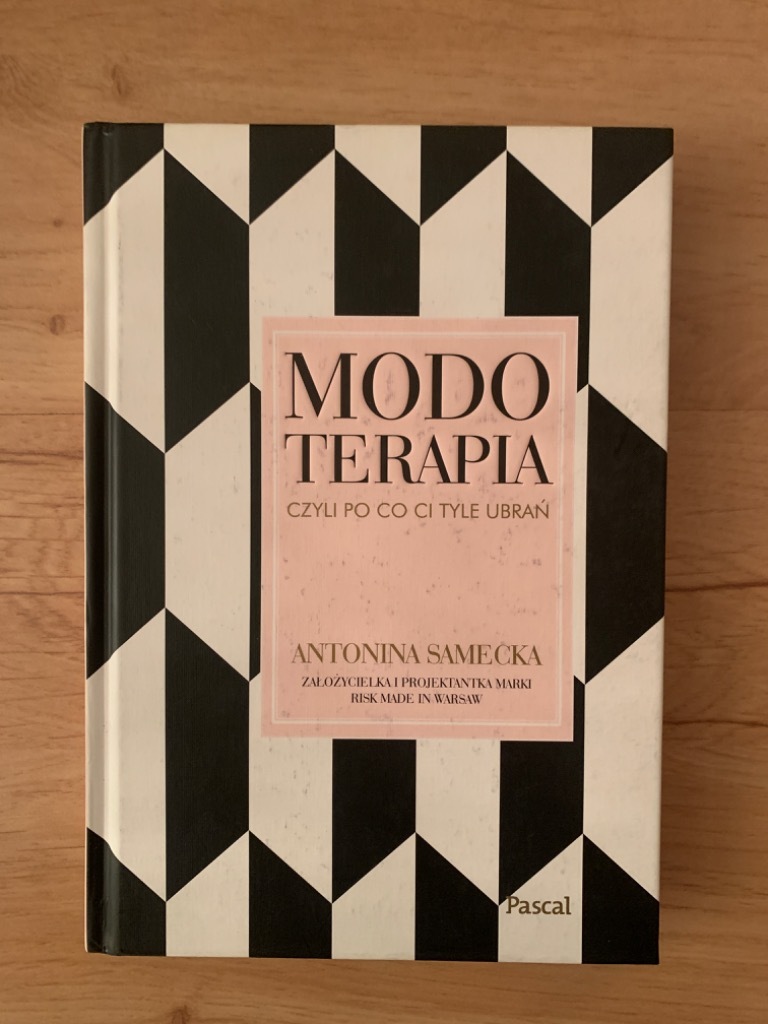 MODO
TERAPIA
CZYLI PO CO CI TYLE UBRAŃ
ANTONINA SAMECKA
ZAŁOŻYCIELKA I PROJEKTANTKA MARKI
RISK MADE IN WARSAW
Pascal